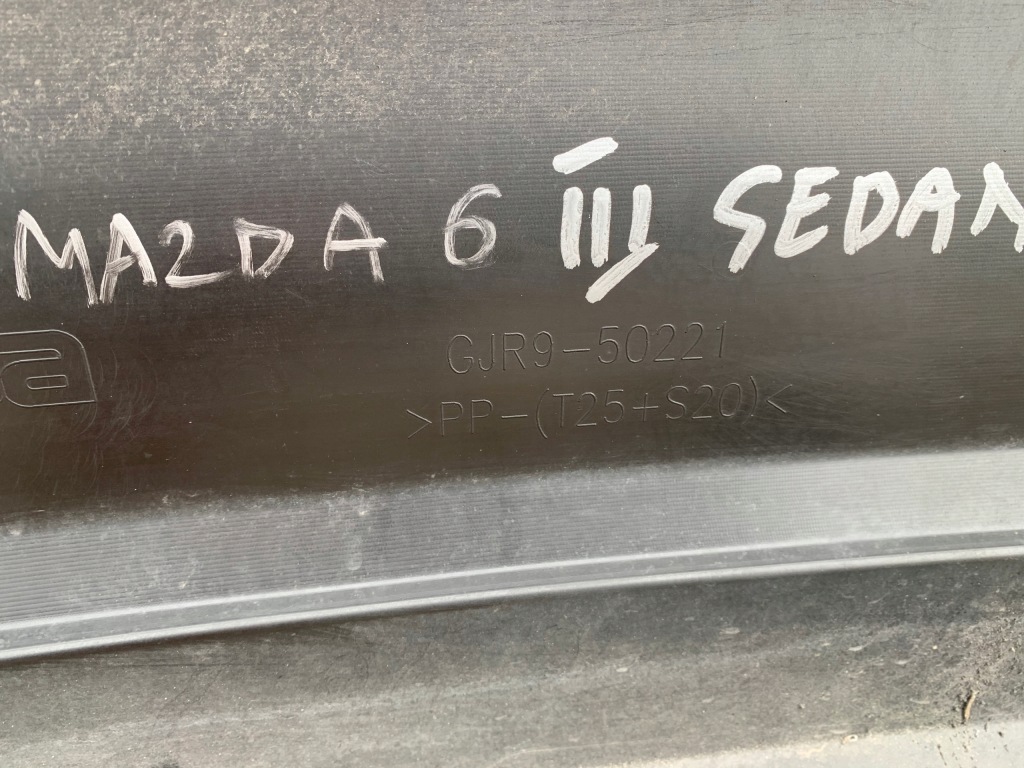 MAZDA 6 III SEDAN
GJR9-50221
>PP-(T25+S20)<